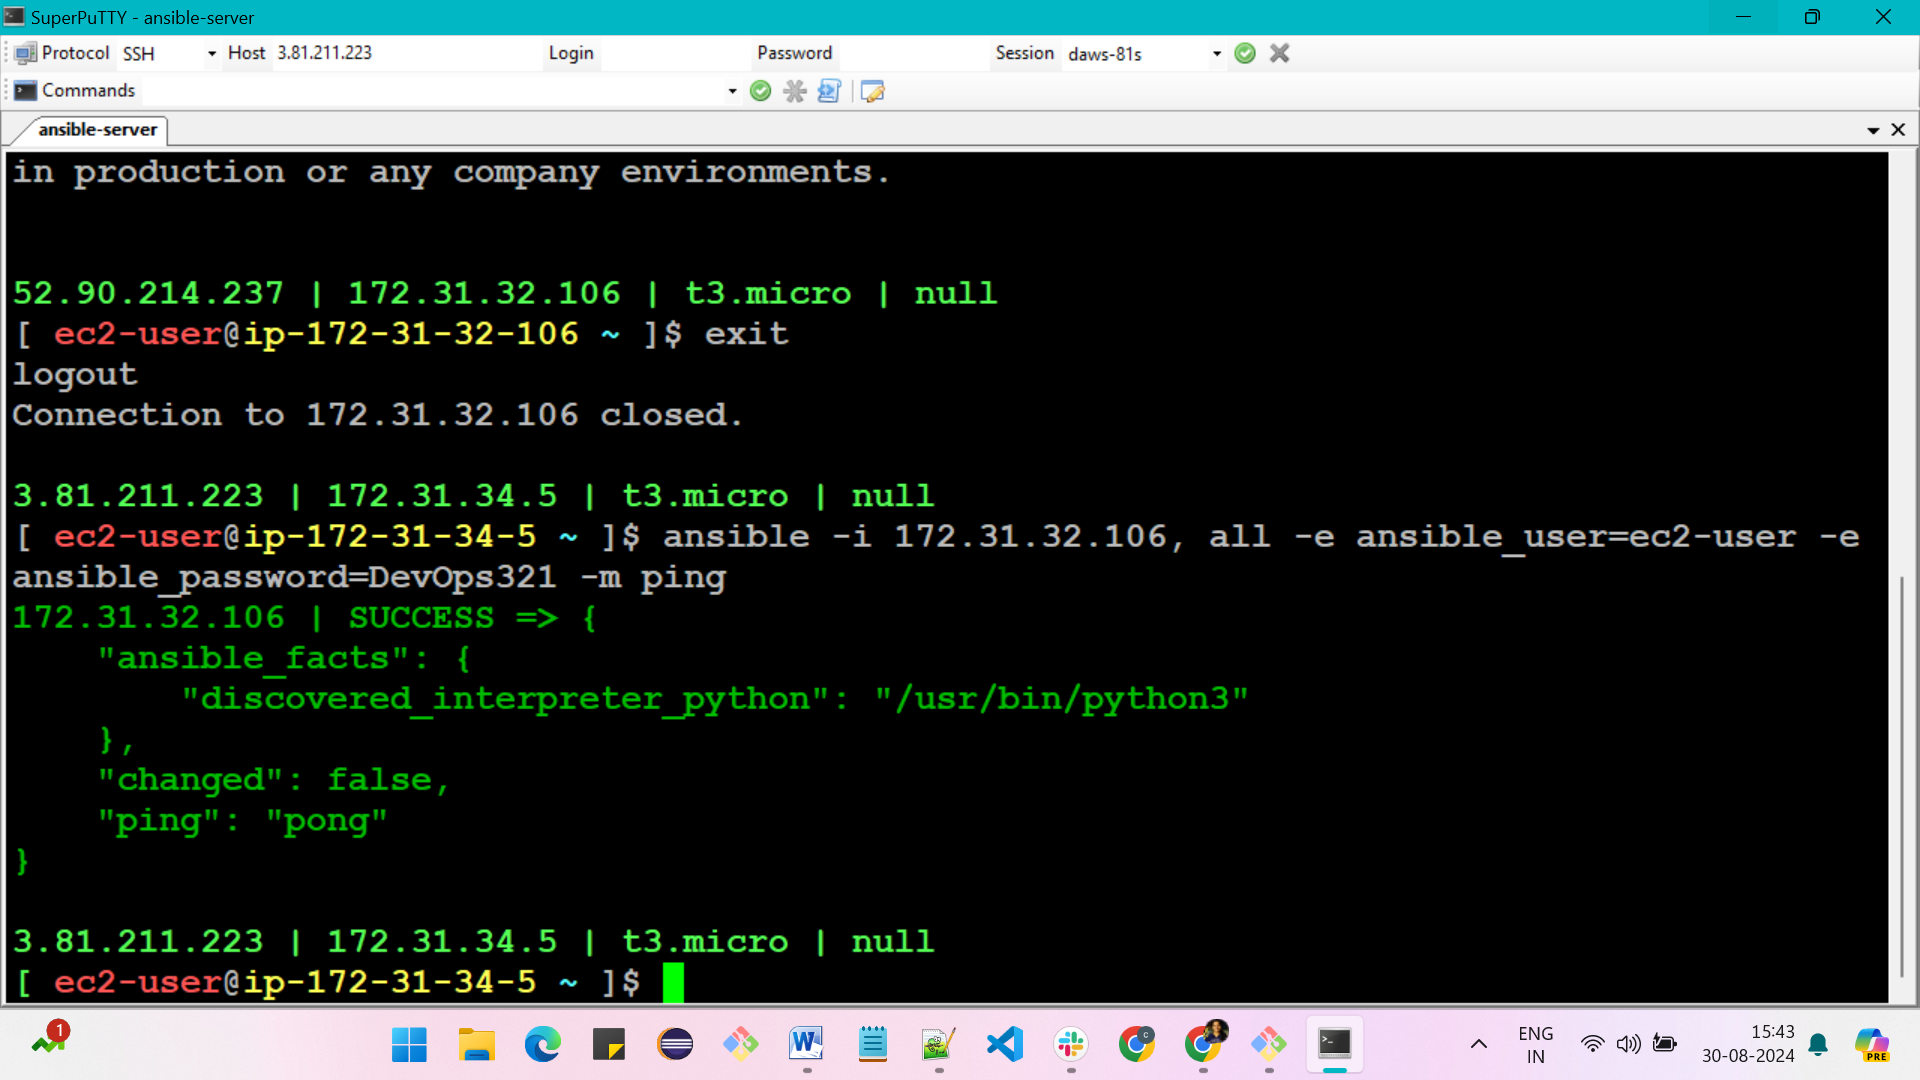 SuperPuTTY - ansible-server
Protocol SSH Host 3.81.211.223 Login Password Session daws-81s
Commands
ansible-server
in production or any company environments.
52.90.214.237 | 172.31.32.106 | t3.micro | null
[ ec2-user@ip-172-31-32-106 ~ ]$ exit
logout
Connection to 172.31.32.106 closed.
3.81.211.223 | 172.31.34.5 | t3.micro | null
[ ec2-user@ip-172-31-34-5 ~ ]$ ansible -i 172.31.32.106, all -e ansible_user=ec2-user -e
ansible_password=DevOps321 -m ping
172.31.32.106 | SUCCESS => {
    "ansible_facts": {
        "discovered_interpreter_python": "/usr/bin/python3"
    },
    "changed": false,
    "ping": "pong"
}
3.81.211.223 | 172.31.34.5 | t3.micro | null
[ ec2-user@ip-172-31-34-5 ~ ]$
1
ENG
IN
15:43
30-08-2024
PRE